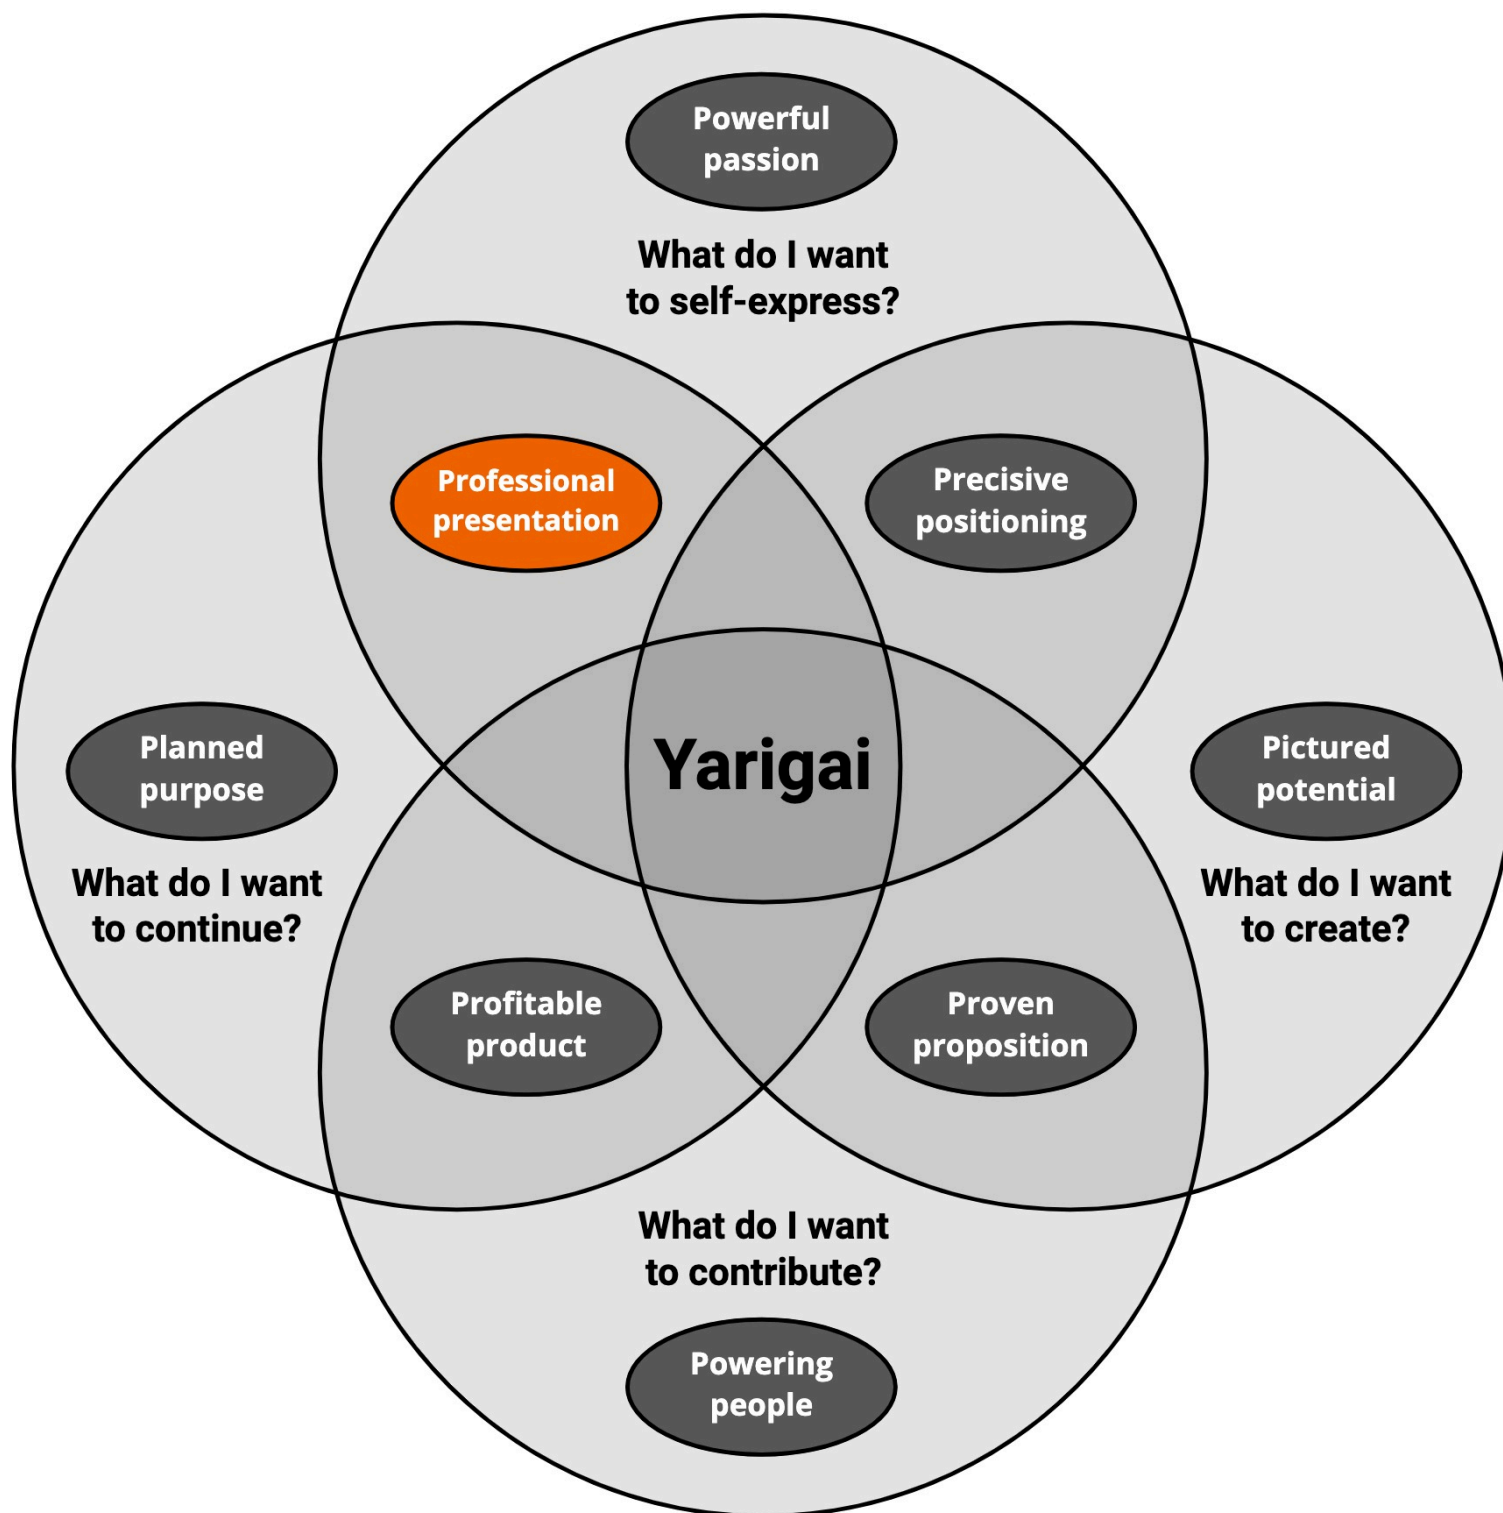 Powerful
passion
What do I want
to self-express?
Professional
presentation
Precisive
positioning
Yarigai
Planned
purpose
What do I want
to continue?
Pictured
potential
What do I want
to create?
Profitable
product
Proven
proposition
What do I want
to contribute?
Powering
people